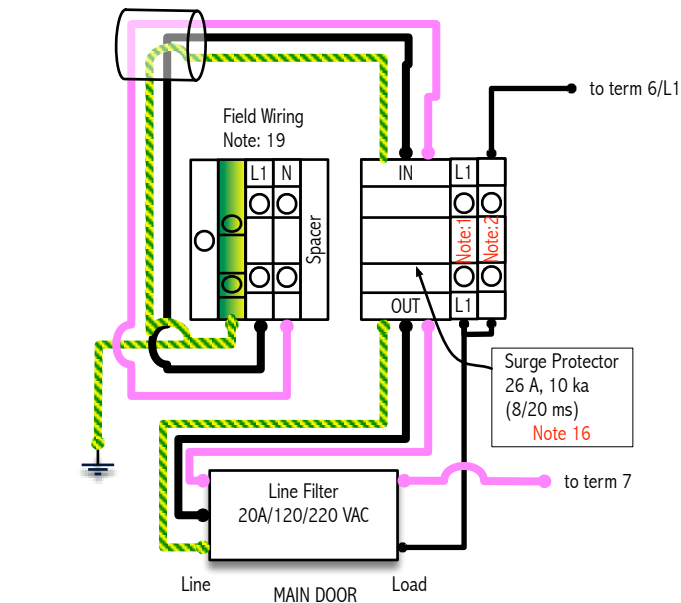 to term 6/L1
Field Wiring
Note: 19
L1 N
Spacer
IN
L1
Note:1
Note:2
OUT
L1
Surge Protector
26 A, 10 ka
(8/20 ms)
Note 16
Line Filter
20A/120/220 VAC
to term 7
Line
MAIN DOOR
Load